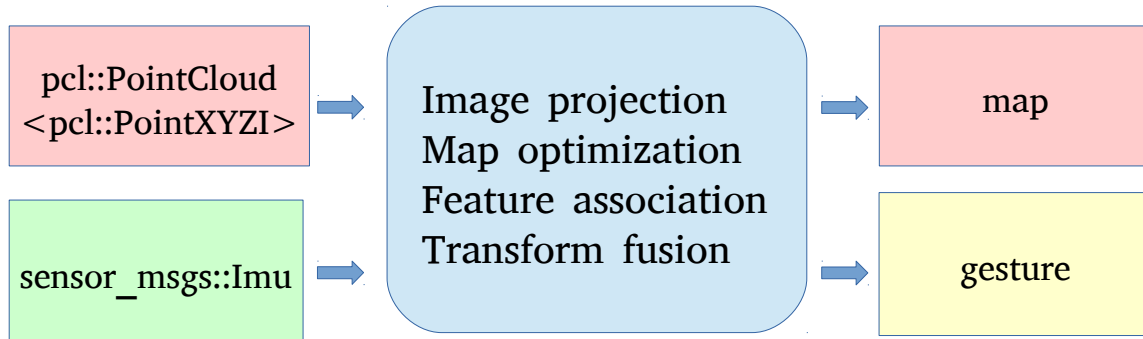 pcl::PointCloud
<pcl::PointXYZI>
sensor_msgs::Imu
Image projection
Map optimization
Feature association
Transform fusion
map
gesture